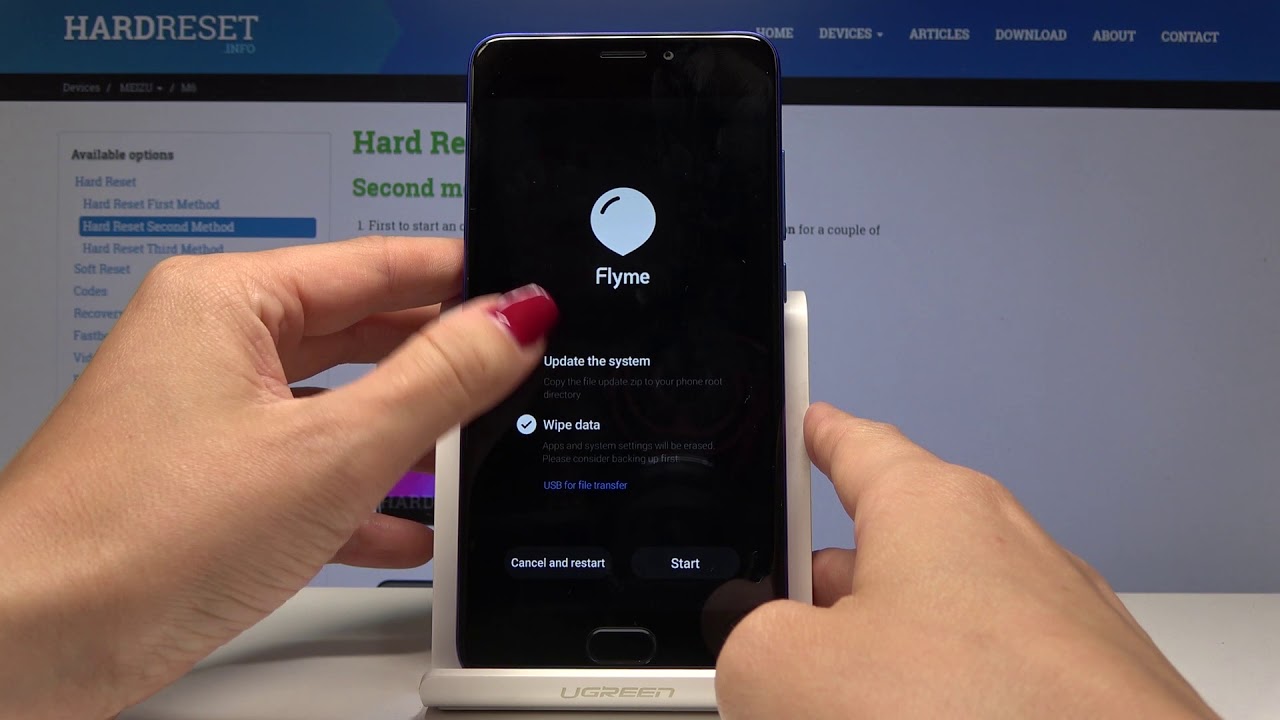 HARDRESET
.INFO
HOME
DEVICES
ARTICLES
DOWNLOAD
ABOUT
CONTACT
Devices / MEIZU / M6
Available options
Hard Reset
Hard Reset First Method
Hard Reset Second Method
Hard Reset Third Method
Soft Reset
Codes
Recovery
Fastb
Vid
Hard Re
Second m
1. First to start an
n for a couple of
Flyme
Update the system
Copy the file update zip to your phone root
directory
Wipe data
Apps and system settings will be erased.
Please consider backing up first.
USB for file transfer
Cancel and restart
Start
HARD
UGREEN